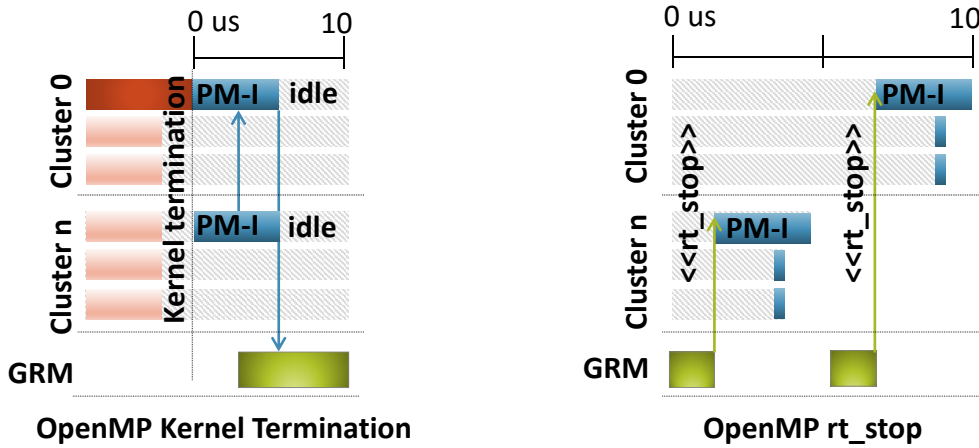 0 us 10
Cluster 0
PM-I idle
Kernel termination
Cluster n
PM-I idle
GRM
OpenMP Kernel Termination
0 us 10
Cluster 0
PM-I
<<rt_stop>>
<<rt_stop>>
Cluster n
PM-I
GRM
OpenMP rt_stop